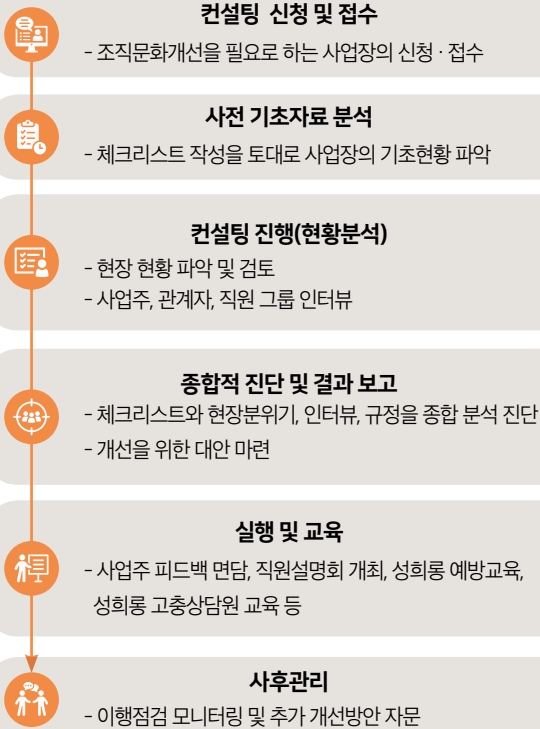 컨설팅 신청 및 접수
- 조직문화개선을 필요로 하는 사업장의 신청 · 접수
사전 기초자료 분석
- 체크리스트 작성을 토대로 사업장의 기초현황 파악
컨설팅 진행(현황분석)
- 현장 현황 파악 및 검토
- 사업주, 관계자, 직원 그룹 인터뷰
종합적 진단 및 결과 보고
- 체크리스트와 현장분위기, 인터뷰, 규정을 종합 분석 진단
- 개선을 위한 대안 마련
실행 및 교육
- 사업주 피드백 면담, 직원설명회 개최, 성희롱 예방교육,
성희롱 고충상담원 교육 등
사후관리
- 이행점검 모니터링 및 추가 개선방안 자문